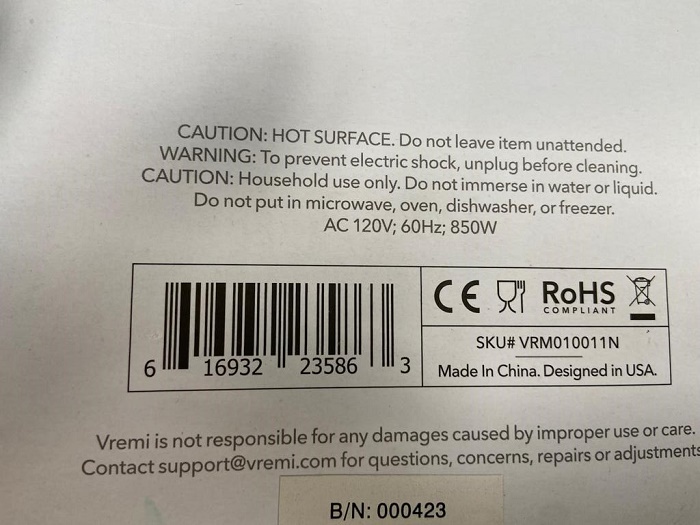 CAUTION: HOT SURFACE. Do not leave item unattended.
WARNING: To prevent electric shock, unplug before cleaning.
CAUTION: Household use only. Do not immerse in water or liquid.
Do not put in microwave, oven, dishwasher, or freezer.
AC 120V; 60Hz; 850W
CE RoHS
COMPLIANT
SKU# VRM010011N
6 16932 23586 3
Made In China. Designed in USA.
Vremi is not responsible for any damages caused by improper use or care.
Contact support@vremi.com for questions, concerns, repairs or adjustments
B/N: 000423